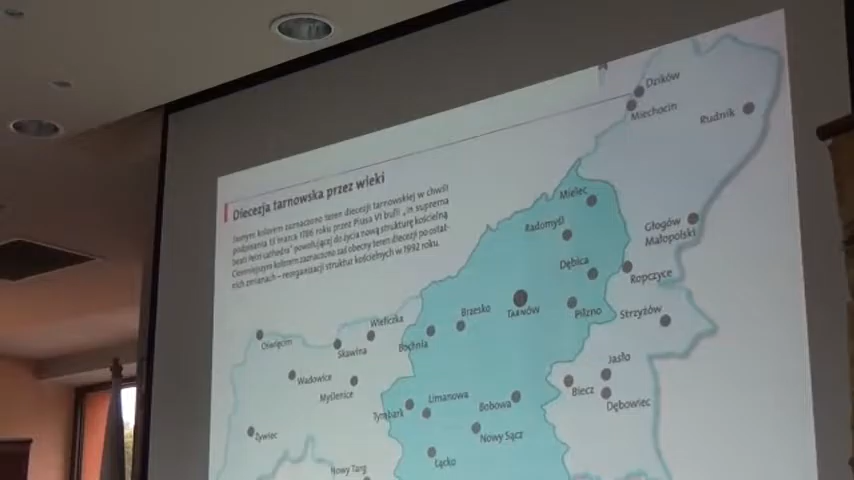 Diecezja tarnowska przez wieki
Jasnym kolorem zaznaczono teren diecezji tarnowskiej w chwili
podpisania 13 marca 1786 roku przez Piusa VI bulli „In suprema
beati Petri cathedra" powołującej do życia nową strukturę kościelną.
Ciemniejszym kolorem zaznaczono zaś obecny teren diecezji po ostat-
nich zmianach – reorganizacji struktur kościelnych w 1992 roku.
Dzików
Miechocin
Rudnik
Mielec
Radomyśl
Głogów
Małopolski
Dębica
Ropczyce
Pilzno
Strzyżów
TARNÓW
Brzesko
Bochnia
Wieliczka
Skawina
Oświęcim
Wadowice
Myślenice
Żywiec
Tymbark
Limanowa
Bobowa
Nowy Sącz
Łącko
Nowy Targ
Jasło
Biecz
Dębowiec